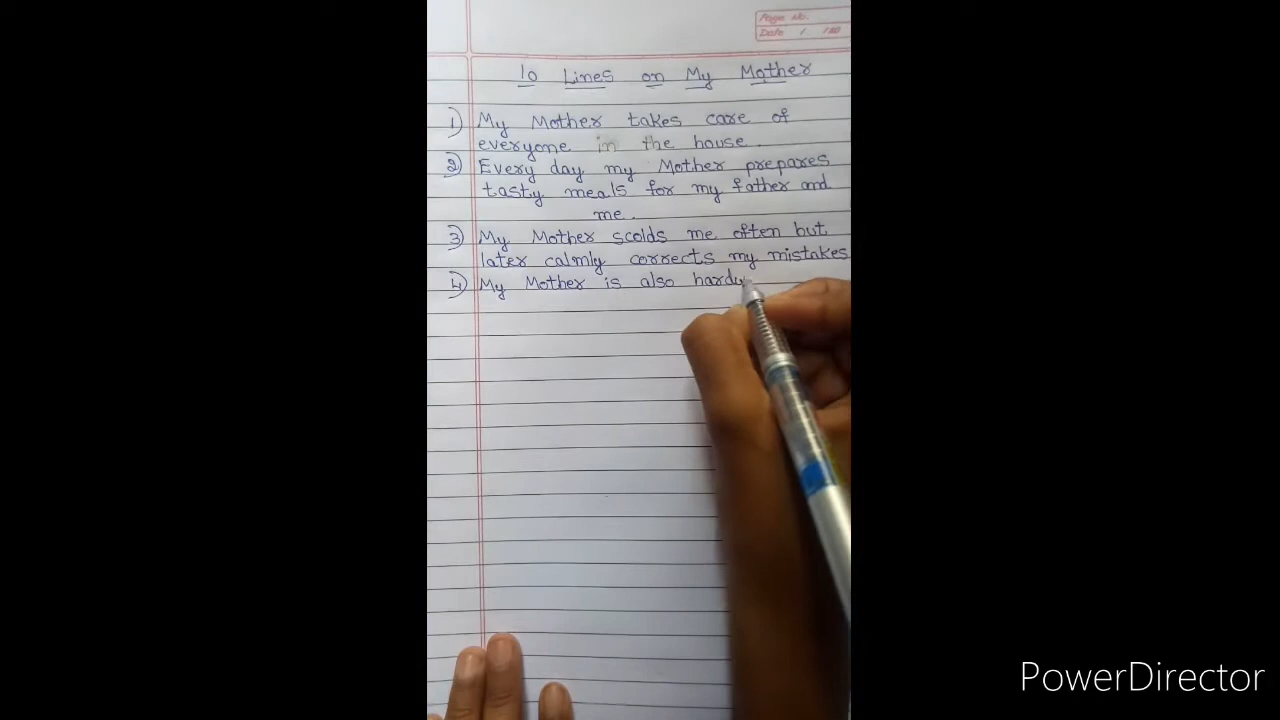 Page No.
Date / /
10 Lines on My Mother
1) My Mother takes care of
everyone in the house.
2) Every day my Mother prepares
tasty meals for my father and
me.
3) My Mother scolds me often but
later calmly corrects my mistakes
4) My Mother is also
PowerDirector